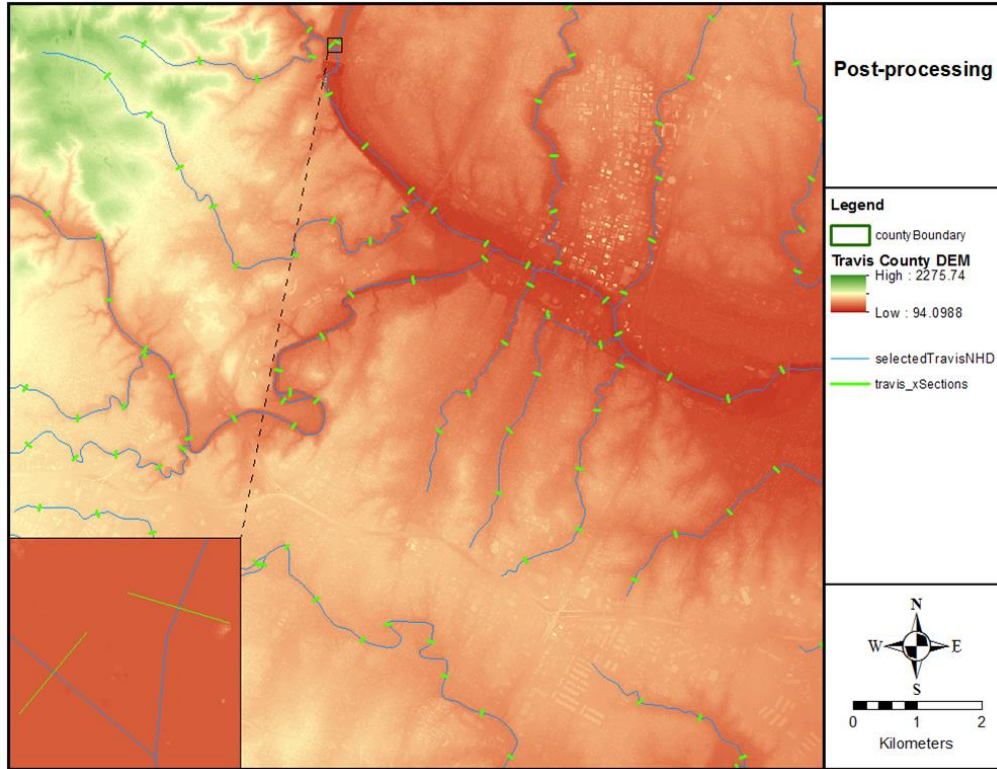 Post-processing
Legend
countyBoundary
Travis County DEM
High : 2275.74
Low : 94.0988
selectedTravisNHD
travis_xSections
N
W E
S
0 1 2
Kilometers